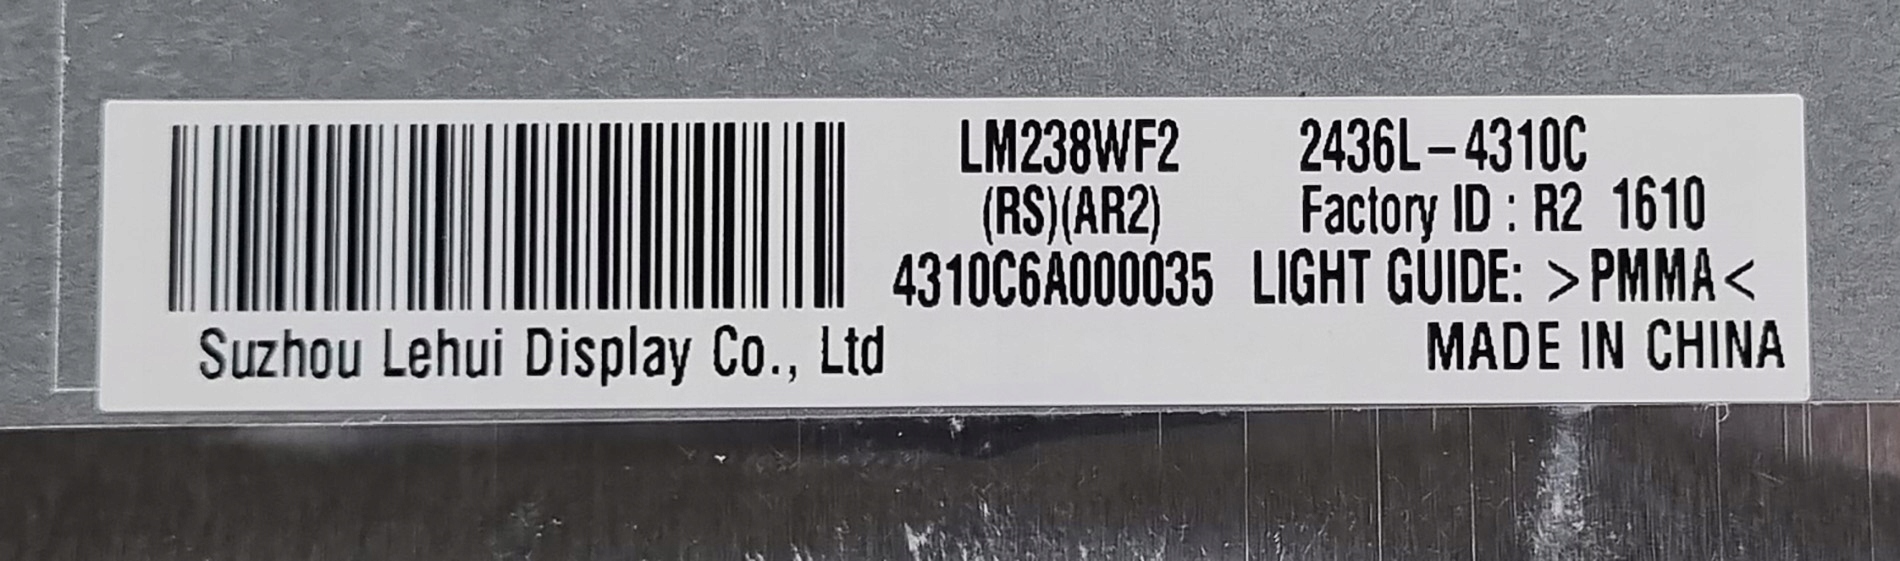 LM238WF2 2436L-4310C
(RS)(AR2) Factory ID : R2 1610
4310C6A000035 LIGHT GUIDE: >PMMA<
Suzhou Lehui Display Co., Ltd MADE IN CHINA